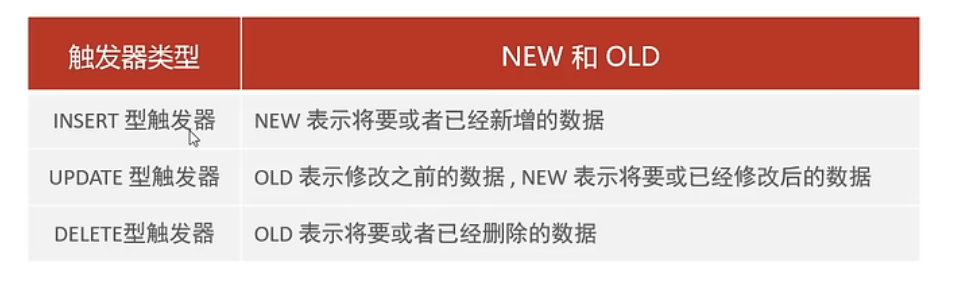 触发器类型
NEW 和 OLD
INSERT 型触发器
NEW 表示将要或者已经新增的数据
UPDATE 型触发器
OLD 表示修改之前的数据 , NEW 表示将要或已经修改后的数据
DELETE型触发器
OLD 表示将要或者已经删除的数据